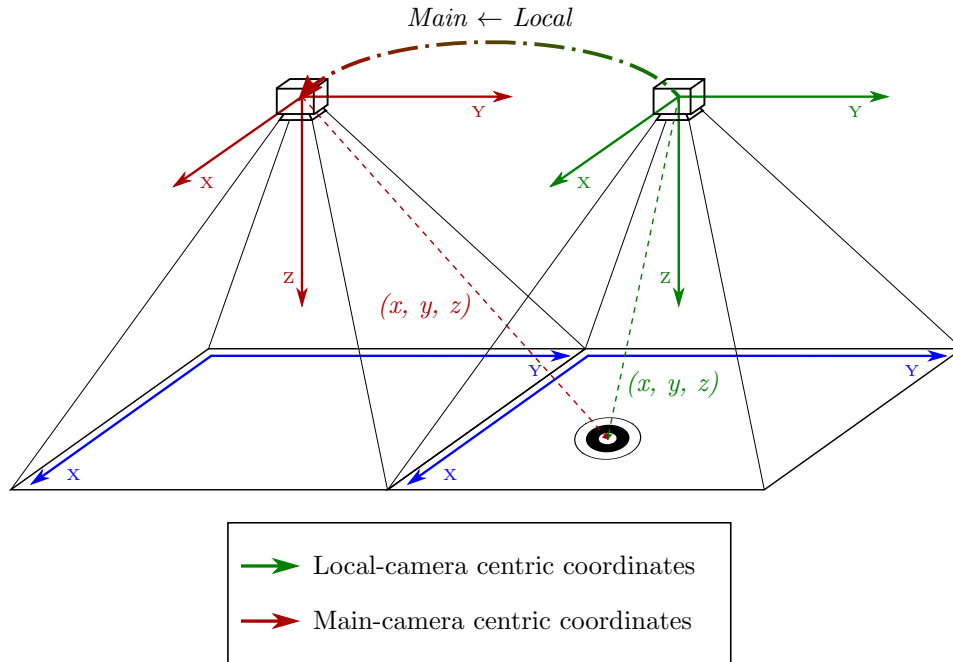 Main ← Local
Y
Y
X
X
Z
Z
(x, y, z)
Y
Y
(x, y, z)
X
X
Local-camera centric coordinates
Main-camera centric coordinates